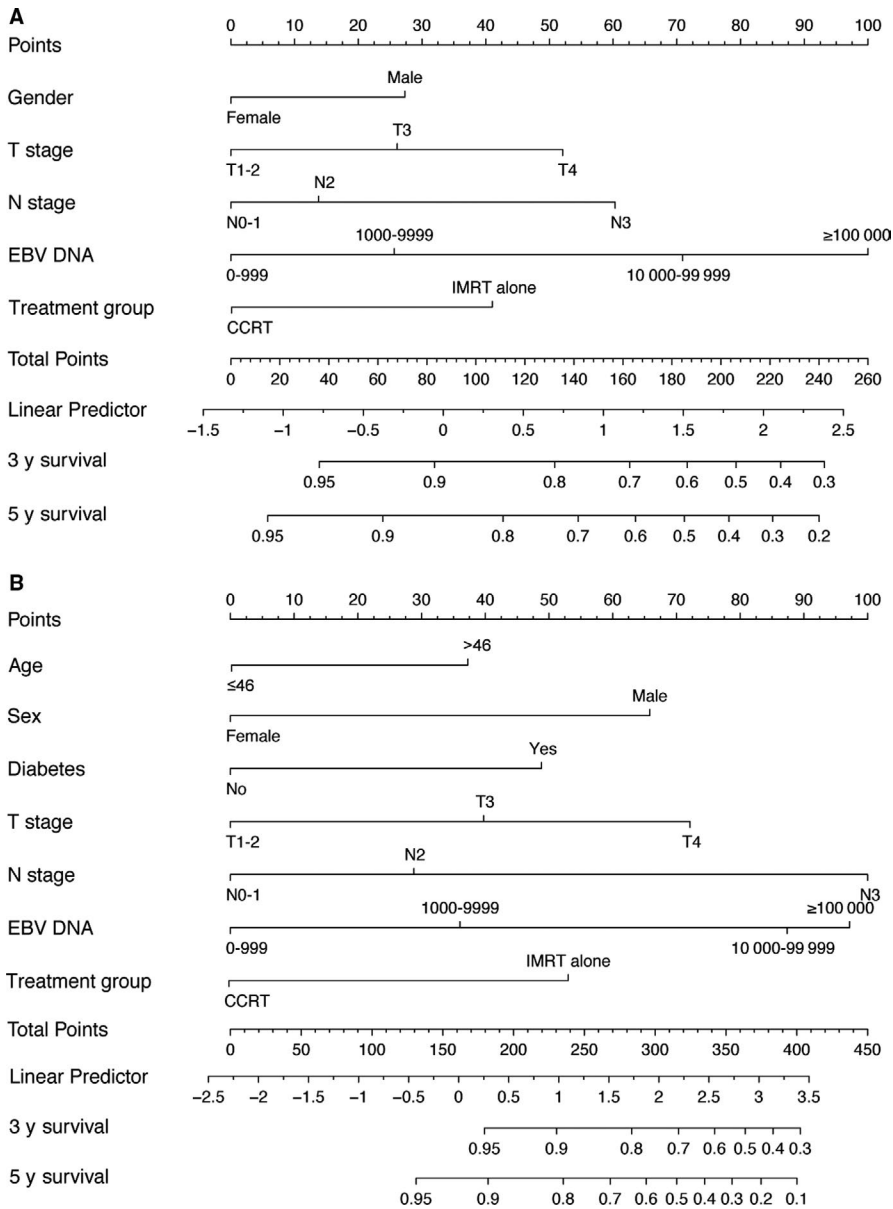 A
Points 0 10 20 30 40 50 60 70 80 90 100
Male
Gender
Female
T3
T stage
T1-2 T4
N2
N stage
N0-1 N3
1000-9999 ≥100 000
EBV DNA
0-999 10 000-99 999
IMRT alone
Treatment group
CCRT
Total Points
0 20 40 60 80 100 120 140 160 180 200 220 240 260
Linear Predictor
−1.5 −1 −0.5 0 0.5 1 1.5 2 2.5
3 y survival
0.95 0.9 0.8 0.7 0.6 0.5 0.4 0.3
5 y survival
0.95 0.9 0.8 0.7 0.6 0.5 0.4 0.3 0.2
B
Points 0 10 20 30 40 50 60 70 80 90 100
>46
Age
≤46
Male
Sex
Female
Yes
Diabetes
No
T3
T stage
T1-2 T4
N2
N stage
N0-1 N3
1000-9999 ≥100 000
EBV DNA
0-999 10 000-99 999
IMRT alone
Treatment group
CCRT
Total Points
0 50 100 150 200 250 300 350 400 450
Linear Predictor
−2.5 −2 −1.5 −1 −0.5 0 0.5 1 1.5 2 2.5 3 3.5
3 y survival
0.95 0.9 0.8 0.7 0.6 0.5 0.4 0.3
5 y survival
0.95 0.9 0.8 0.7 0.6 0.5 0.4 0.3 0.2 0.1